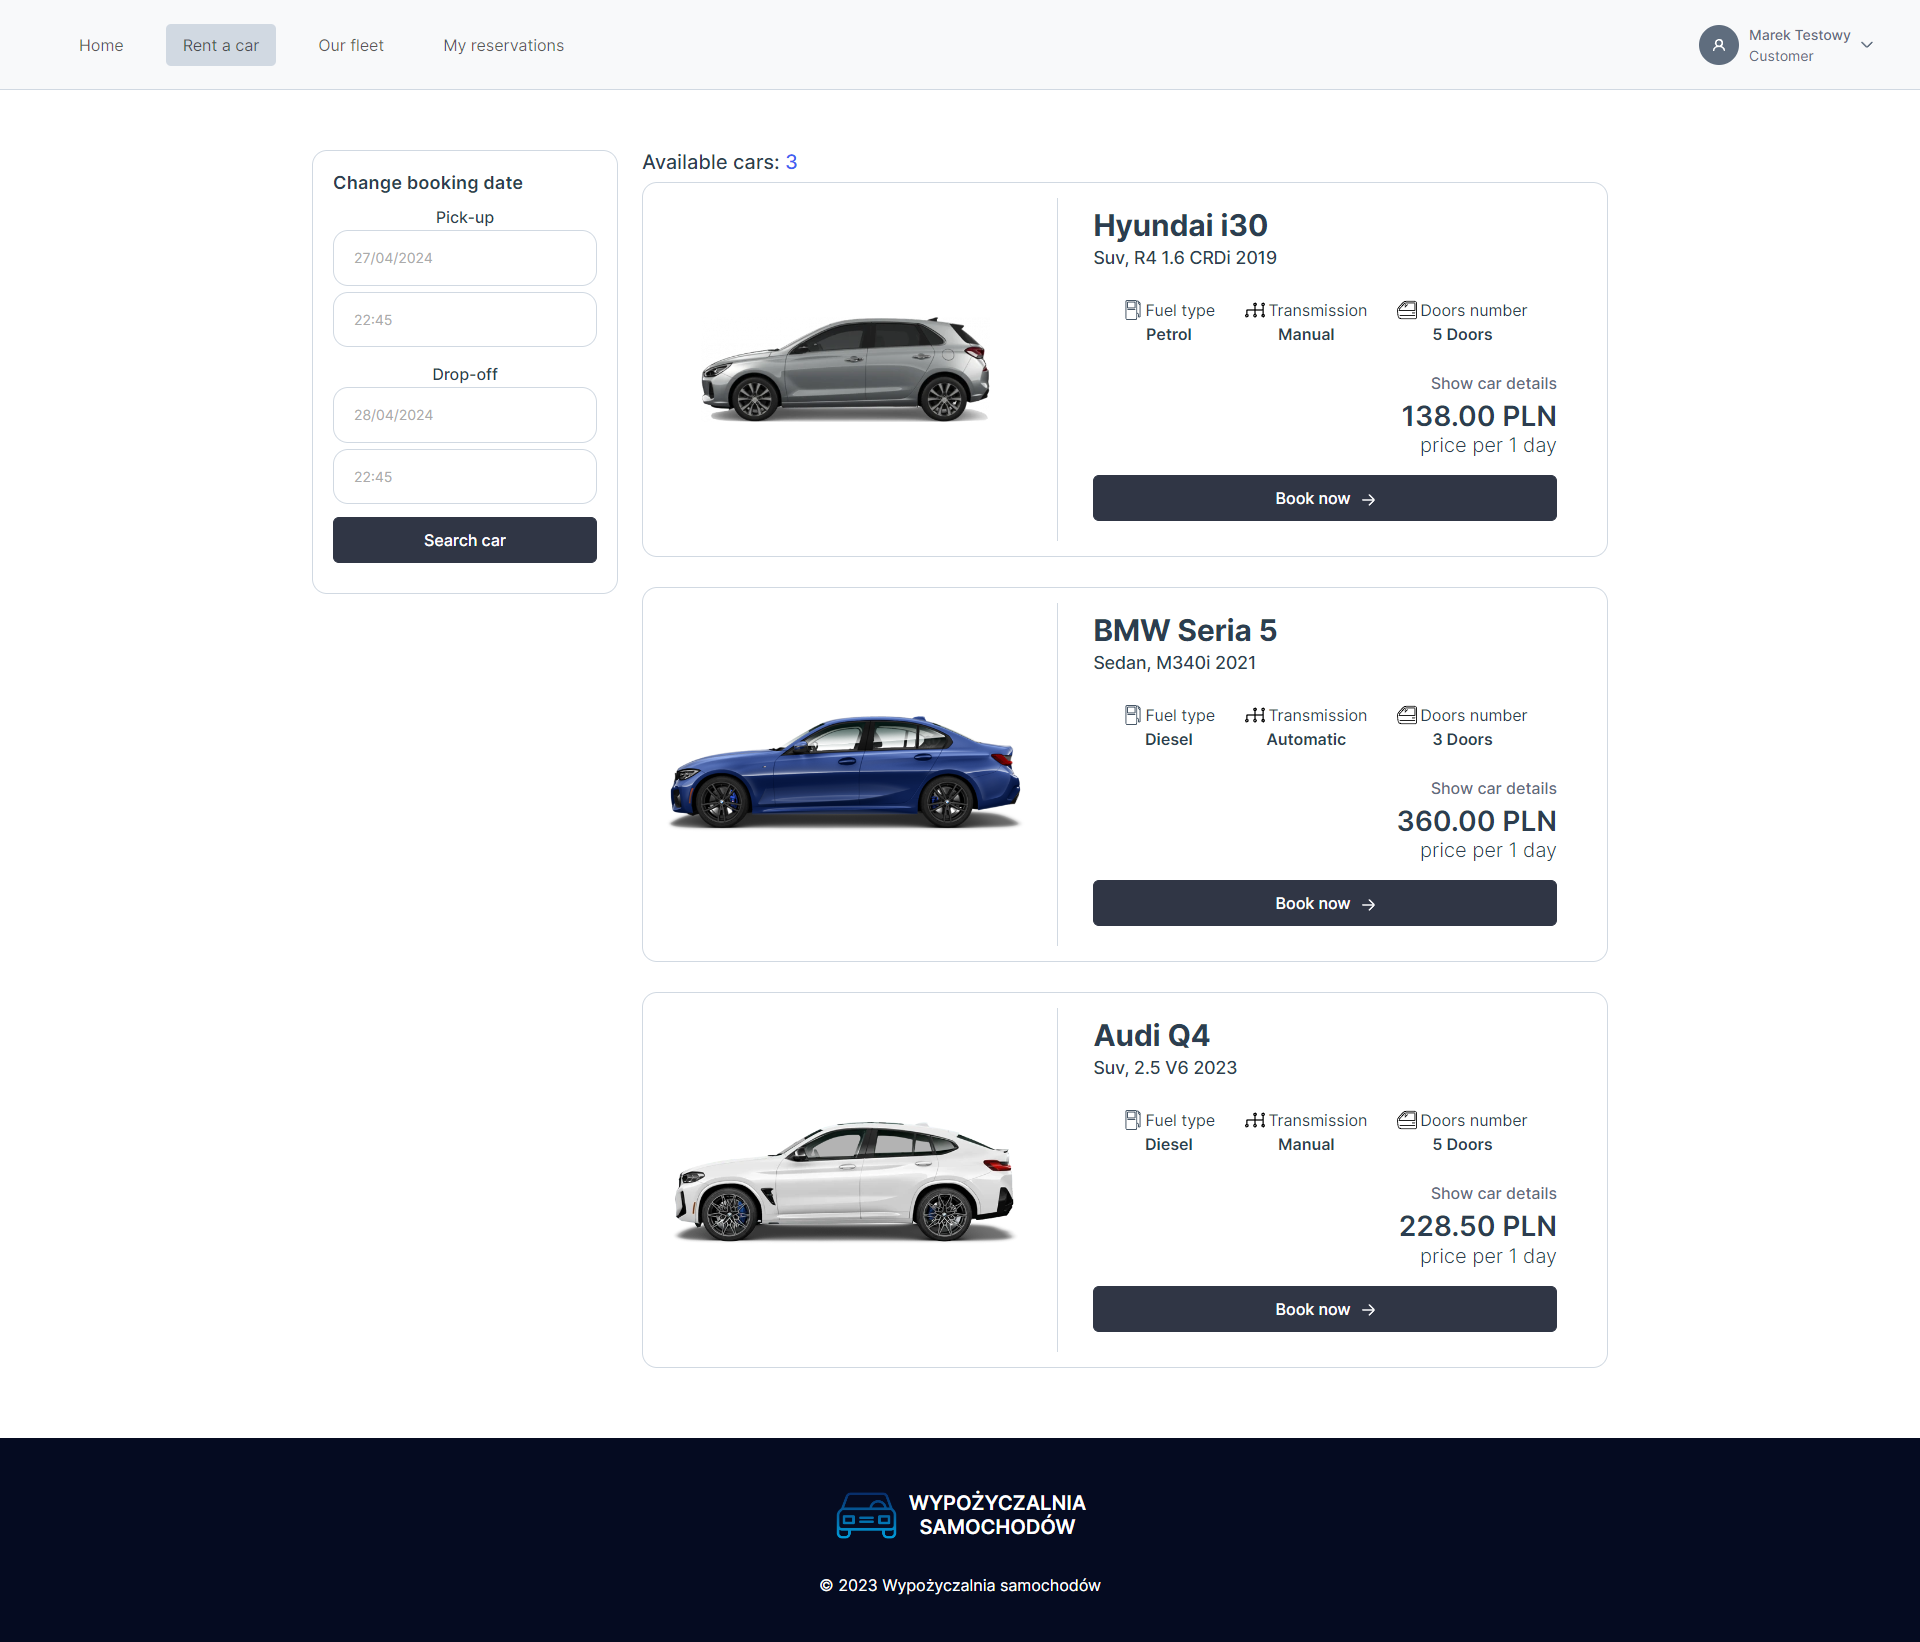 Home
Rent a car
Our fleet
My reservations
Marek Testowy
Customer
Change booking date
Pick-up
27/04/2024
22:45
Drop-off
28/04/2024
22:45
Search car
Available cars: 3
Hyundai i30
Suv, R4 1.6 CRDi 2019
Fuel type
Petrol
Transmission
Manual
Doors number
5 Doors
Show car details
138.00 PLN
price per 1 day
Book now →
BMW Seria 5
Sedan, M340i 2021
Fuel type
Diesel
Transmission
Automatic
Doors number
3 Doors
Show car details
360.00 PLN
price per 1 day
Book now →
Audi Q4
Suv, 2.5 V6 2023
Fuel type
Diesel
Transmission
Manual
Doors number
5 Doors
Show car details
228.50 PLN
price per 1 day
Book now →
WYPOŻYCZALNIA
SAMOCHODÓW
© 2023 Wypożyczalnia samochodów